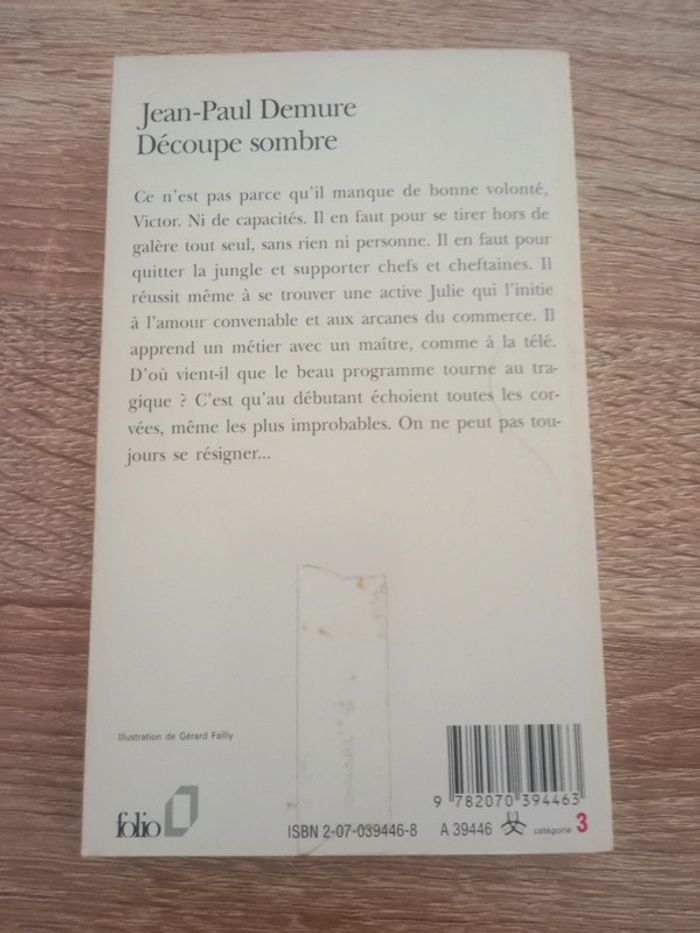 Jean-Paul Demure
Découpe sombre
Ce n'est pas parce qu'il manque de bonne volonté,
Victor. Ni de capacités. Il en faut pour se tirer hors de
galère tout seul, sans rien ni personne. Il en faut pour
quitter la jungle et supporter chefs et cheftaines. Il
réussit même à se trouver une active Julie qui l'initie
à l'amour convenable et aux arcanes du commerce. Il
apprend un métier avec un maître, comme à la télé.
D'où vient-il que le beau programme tourne au tra-
gique ? C'est qu'au débutant échoient toutes les cor-
vées, même les plus improbables. On ne peut pas tou-
jours se résigner...
Illustration de Gérard Failly
9 782070 394463
folio
ISBN 2-07-039446-8 A 39446 catégorie 3